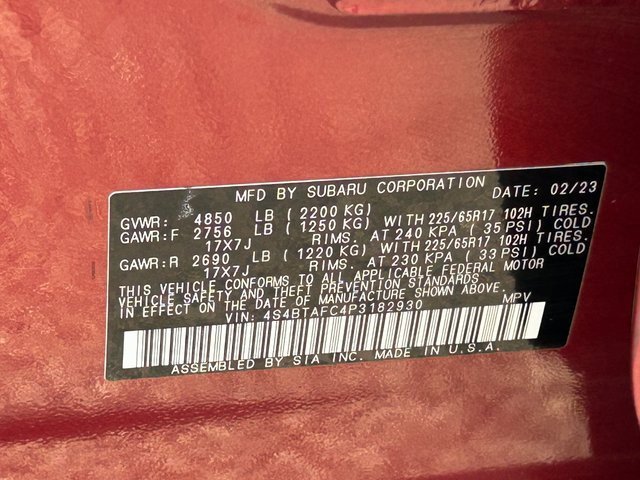 MFD BY SUBARU CORPORATION DATE: 02/23
GVWR: 4850 LB ( 2200 KG)
GAWR:F 2756 LB ( 1250 KG) WITH 225/65R17 102H TIRES.
17X7J RIMS. AT 240 KPA ( 35 PSI) COLD
GAWR:R 2690 LB ( 1220 KG) WITH 225/65R17 102H TIRES.
17X7J RIMS. AT 230 KPA ( 33 PSI) COLD
THIS VEHICLE CONFORMS TO ALL APPLICABLE FEDERAL MOTOR
VEHICLE SAFETY AND THEFT PREVENTION STANDARDS
IN EFFECT ON THE DATE OF MANUFACTURE SHOWN ABOVE.
VIN: 4S4BTAFC4P3182930 MPV
ASSEMBLED BY SIA INC. MADE IN U.S.A.